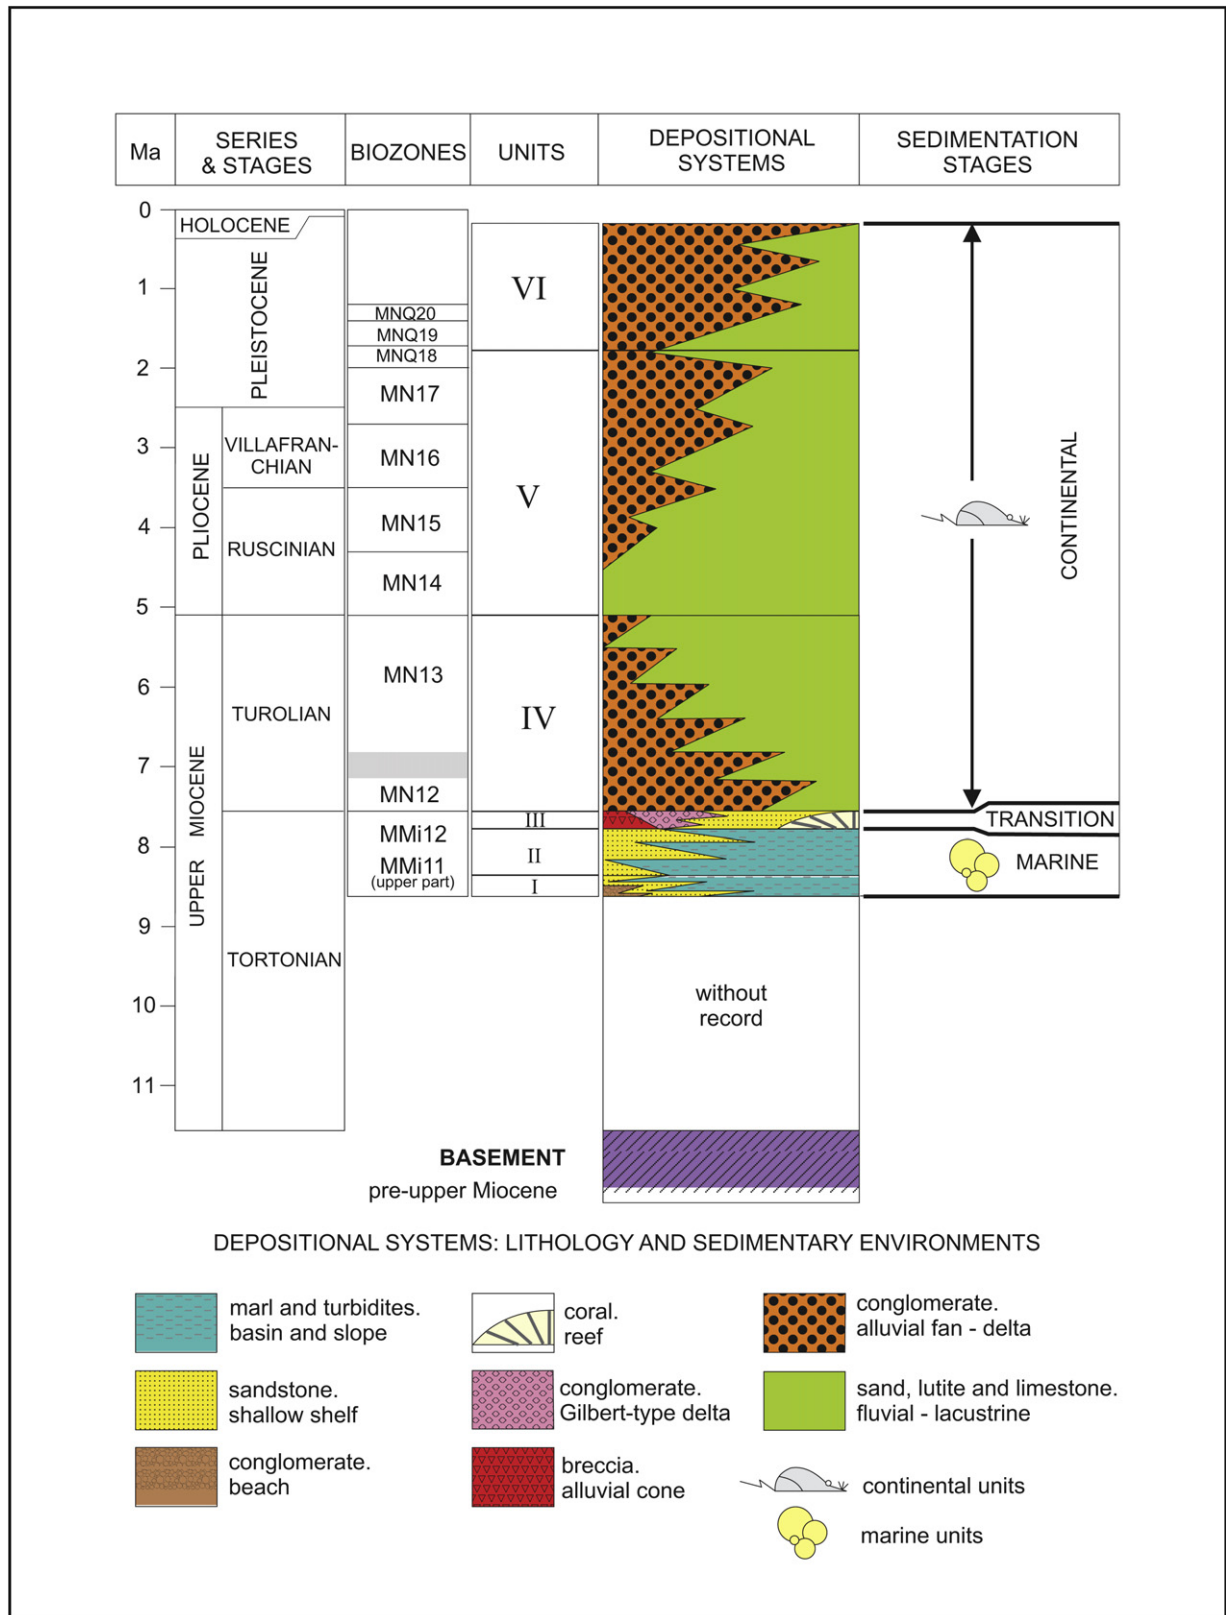 Ma
SERIES
& STAGES
BIOZONES
UNITS
DEPOSITIONAL
SYSTEMS
SEDIMENTATION
STAGES
0
1
2
3
4
5
6
7
8
9
10
11
HOLOCENE
PLEISTOCENE
PLIOCENE
VILLAFRAN-
CHIAN
RUSCINIAN
UPPER MIOCENE
TUROLIAN
TORTONIAN
MNQ20
MNQ19
MNQ18
MN17
MN16
MN15
MN14
MN13
MN12
MMi12
MMi11
(upper part)
VI
V
IV
III
II
I
without
record
CONTINENTAL
TRANSITION
MARINE
BASEMENT
pre-upper Miocene
DEPOSITIONAL SYSTEMS: LITHOLOGY AND SEDIMENTARY ENVIRONMENTS
marl and turbidites.
basin and slope
sandstone.
shallow shelf
conglomerate.
beach
coral.
reef
conglomerate.
Gilbert-type delta
breccia.
alluvial cone
conglomerate.
alluvial fan - delta
sand, lutite and limestone.
fluvial - lacustrine
continental units
marine units